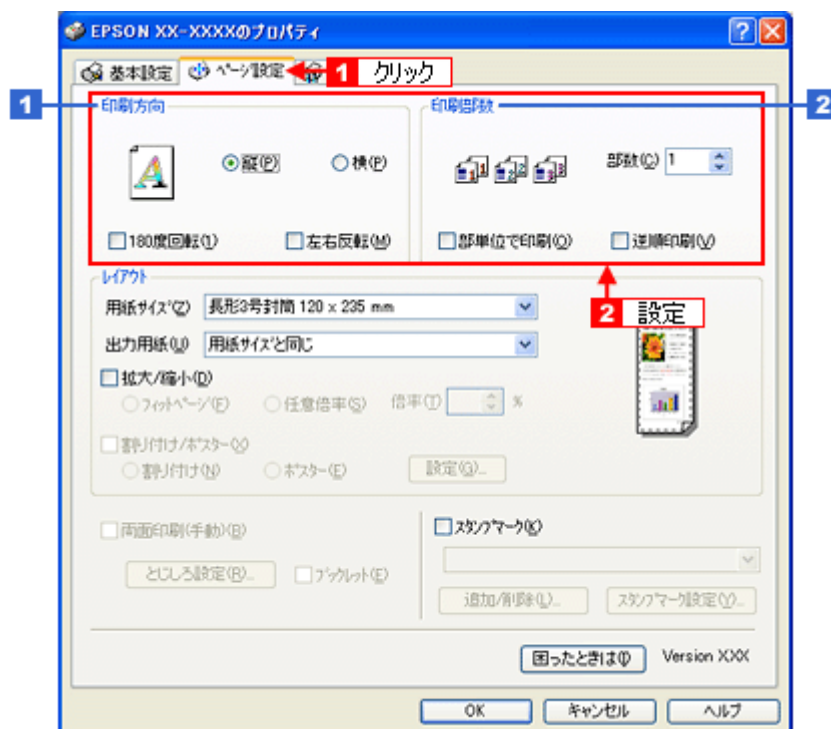 EPSON XX-XXXXのプロパティ
基本設定 ページ設定 1 クリック
1 印刷方向 印刷部数 2
縦(P) 横(P) 部数(C) 1
180度回転(1) 左右反転(M) 部単位で印刷(O) 逆順印刷(V)
レイアウト
2 設定
用紙サイズ(Z) 長形3号封筒 120 x 235 mm
出力用紙(U) 用紙サイズと同じ
拡大/縮小(D)
フィットページ(F) 任意倍率(S) 倍率(T) %
割り付け/ポスター(X)
割り付け(N) ポスター(E) 設定(G)...
両面印刷(手動)(B) スタンプマーク(K)
とじしろ設定(R)... ブックレット(E)
追加/削除(L)... スタンプマーク設定(Y)...
困ったときは(I) Version XXX
OK キャンセル ヘルプ